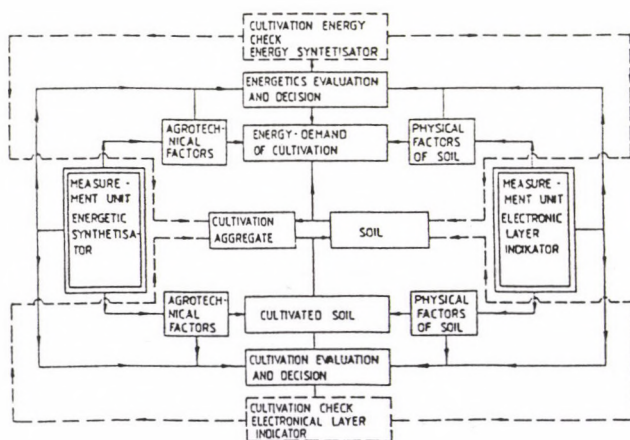 CULTIVATION ENERGY
CHECK
ENERGY SYNTETISATOR
ENERGETICS EVALUATION
AND DECISION
AGROTECH-
NICAL
FACTORS
ENERGY-DEMAND
OF CULTIVATION
PHYSICAL
FACTORS
OF SOIL
MEASURE-
MENT UNIT
ENERGETIC
SYNTHETISA-
TOR
CULTIVATION
AGGREGATE
SOIL
MEASURE-
MENT UNIT
ELECTRONIC
LAYER
INDIKATOR
AGROTECH-
NICAL
FACTORS
CULTIVATED SOIL
PHYSICAL
FACTORS
OF SOIL
CULTIVATION EVALUATION
AND DECISION
CULTIVATION CHECK
ELECTRONICAL LAYER
INDICATOR